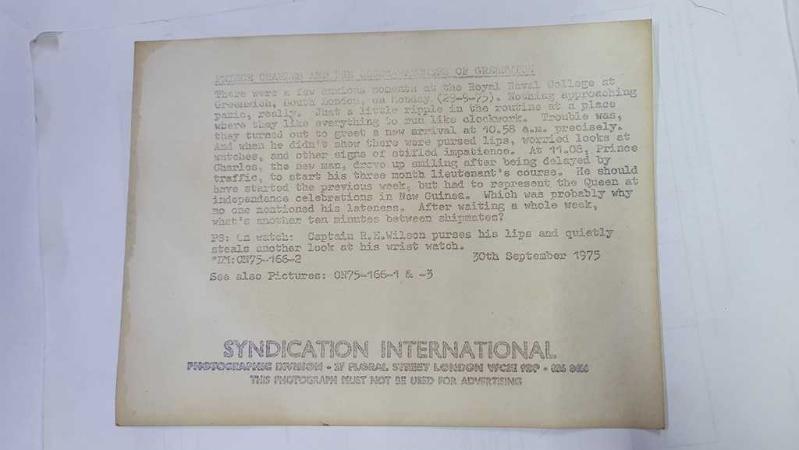 PRINCE CHARLES AND THE OF GREENWICH
There were a few anxious moments at the Royal Naval College at
Greenwich, South London, on Monday (29-9-75). Nothing approaching
panic, really. Just a little ripple in the routine at a place
where they like everything to run like clockwork. Trouble was,
they turned out to greet a new arrival at 10.58 a.m. precisely.
And when he didn't show there were pursed lips, worried looks at
watches, and other signs of stifled impatience. At 11.08, Prince
Charles, the new man, drove up smiling after being delayed by
traffic, to start his three month lieutenant's course. He should
have started the previous week, but had to represent the Queen at
independence celebrations in New Guinea. Which was probably why
no one mentioned his lateness. After waiting a whole week,
what's another ten minutes between shipmates?
PS: On watch: Captain R.E.Wilson purses his lips and quietly
steals another look at his wrist watch.
30th September 1975
See also Pictures: ON75-166-1 & -3
SYNDICATION INTERNATIONAL
PHOTOGRAPHIC DIVISION • 27 FLORAL STREET LONDON WC2E 9DP •
THIS PHOTOGRAPH MUST NOT BE USED FOR ADVERTISING